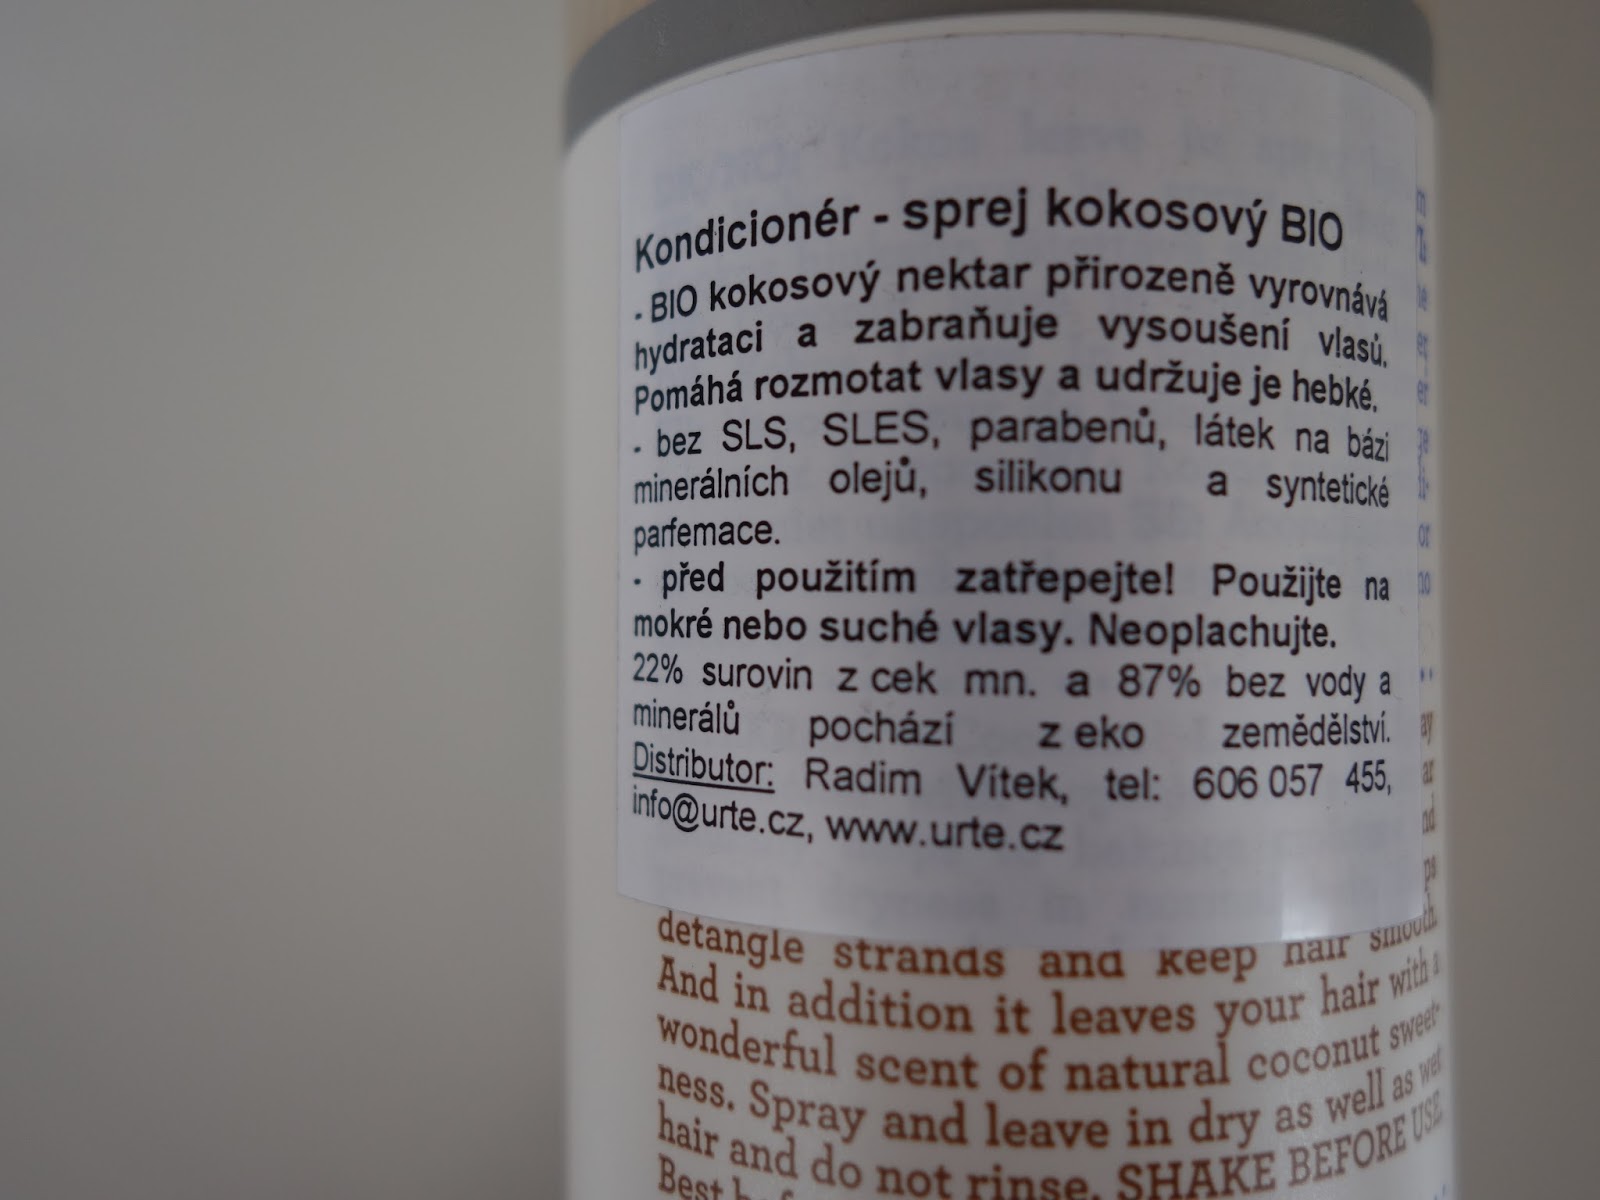 Kondicionér - sprej kokosový BIO
- BIO kokosový nektar přirozeně vyrovnává
hydrataci a zabraňuje vysoušení vlasů.
Pomáhá rozmotat vlasy a udržuje je hebké.
- bez SLS, SLES, parabenů, látek na bázi
minerálních olejů, silikonu a syntetické
parfemace.
- před použitím zatřepejte! Použijte na
mokré nebo suché vlasy. Neoplachujte.
22% surovin z cek mn. a 87% bez vody a
minerálů pochází z eko zemědělství.
Distributor: Radim Vítek, tel: 606 057 455,
info@urte.cz, www.urte.cz
detangle strands and keep hair smooth.
And in addition it leaves your hair with a
wonderful scent of natural coconut sweet-
ness. Spray and leave in dry as well as wet
hair and do not rinse. SHAKE BEFORE USE.
Best